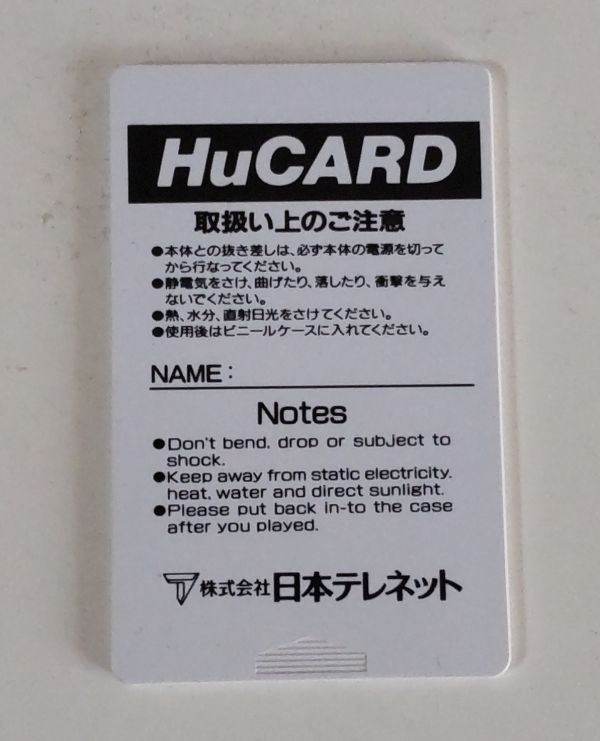 HuCARD
取扱い上のご注意
●本体との抜き差しは、必ず本体の電源を切って
から行なってください。
●静電気をさけ、曲げたり、落したり、衝撃を与え
ないでください。
●熱、水分、直射日光をさけてください。
●使用後はビニールケースに入れてください。
NAME:
Notes
●Don't bend, drop or subject to
shock.
●Keep away from static electricity,
heat, water and direct sunlight.
●Please put back in-to the case
after you played.
株式会社日本テレネット